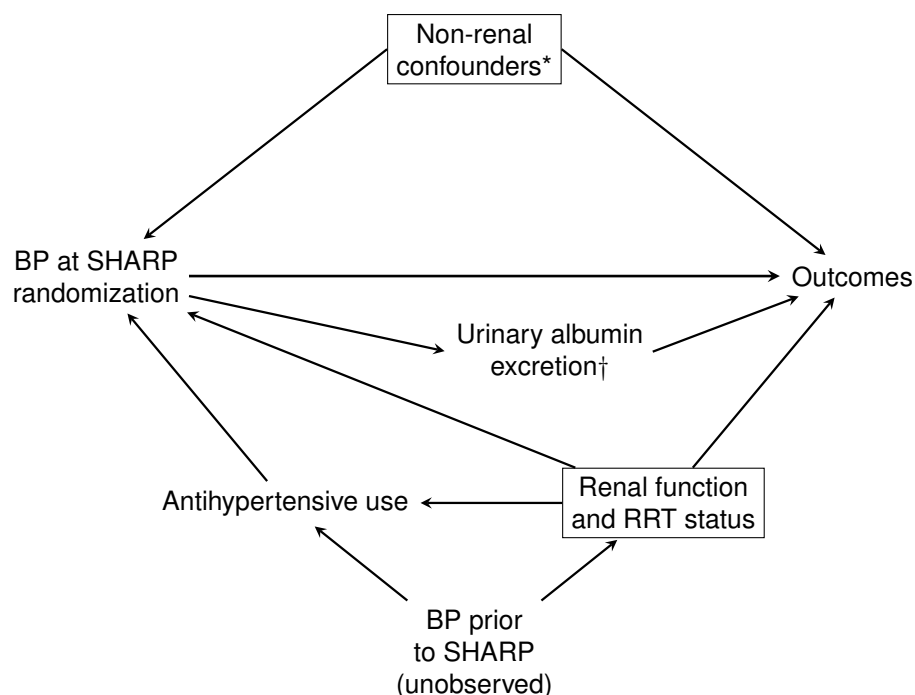 Non-renal
confounders*
BP at SHARP
randomization
Outcomes
Urinary albumin
excretion†
Antihypertensive use
Renal function
and RRT status
BP prior
to SHARP
(unobserved)